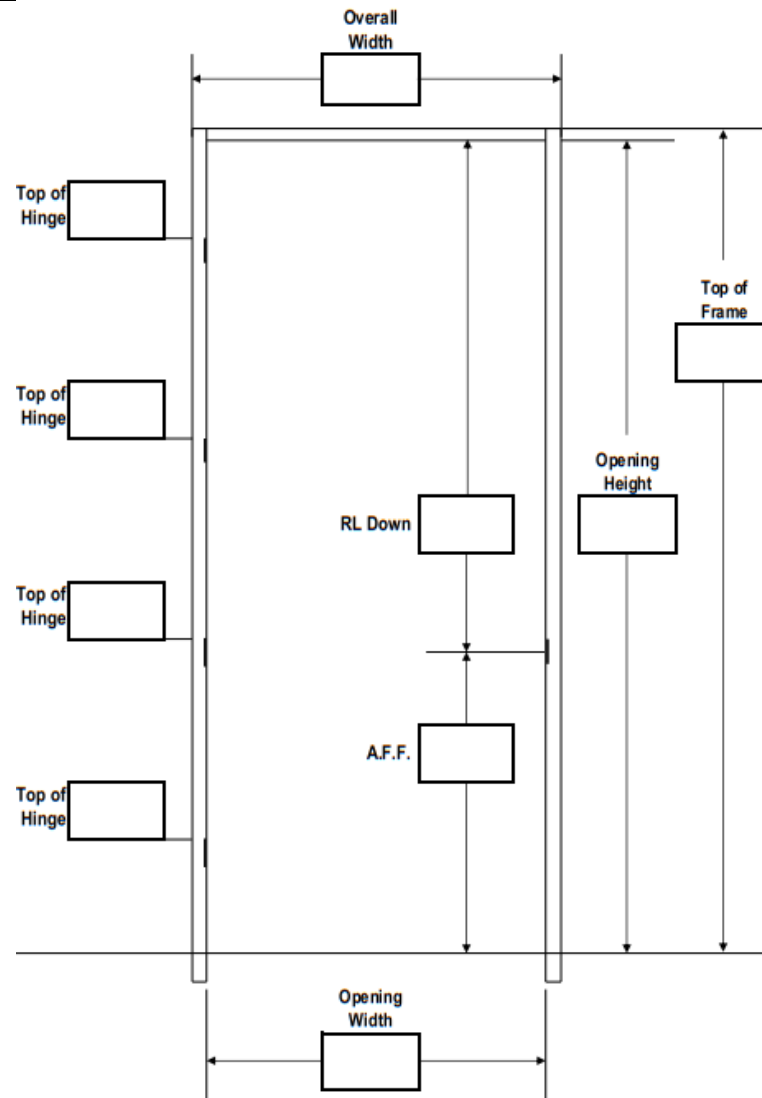 Overall
Width
Top of
Hinge
Top of
Frame
Top of
Hinge
Opening
Height
RL Down
Top of
Hinge
A.F.F.
Top of
Hinge
Opening
Width